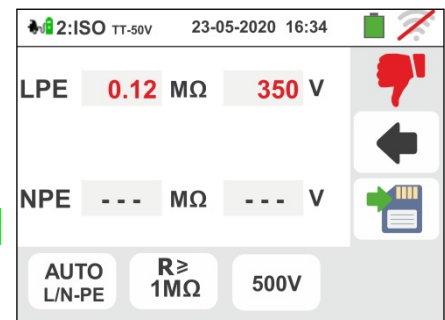 2:ISO TT-50V 23-05-2020 16:34
LPE 0.12 MΩ 350 V
NPE - - - MΩ - - - V
AUTO R≥ 500V
L/N-PE 1MΩ